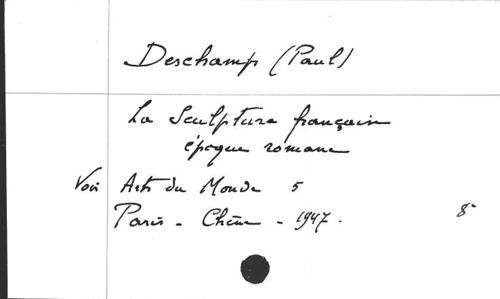 Deschamps (Paul)
La Sculpture française
époque romane
Voir Arts du Monde 5
Paris - Chêne - 1947. 8°